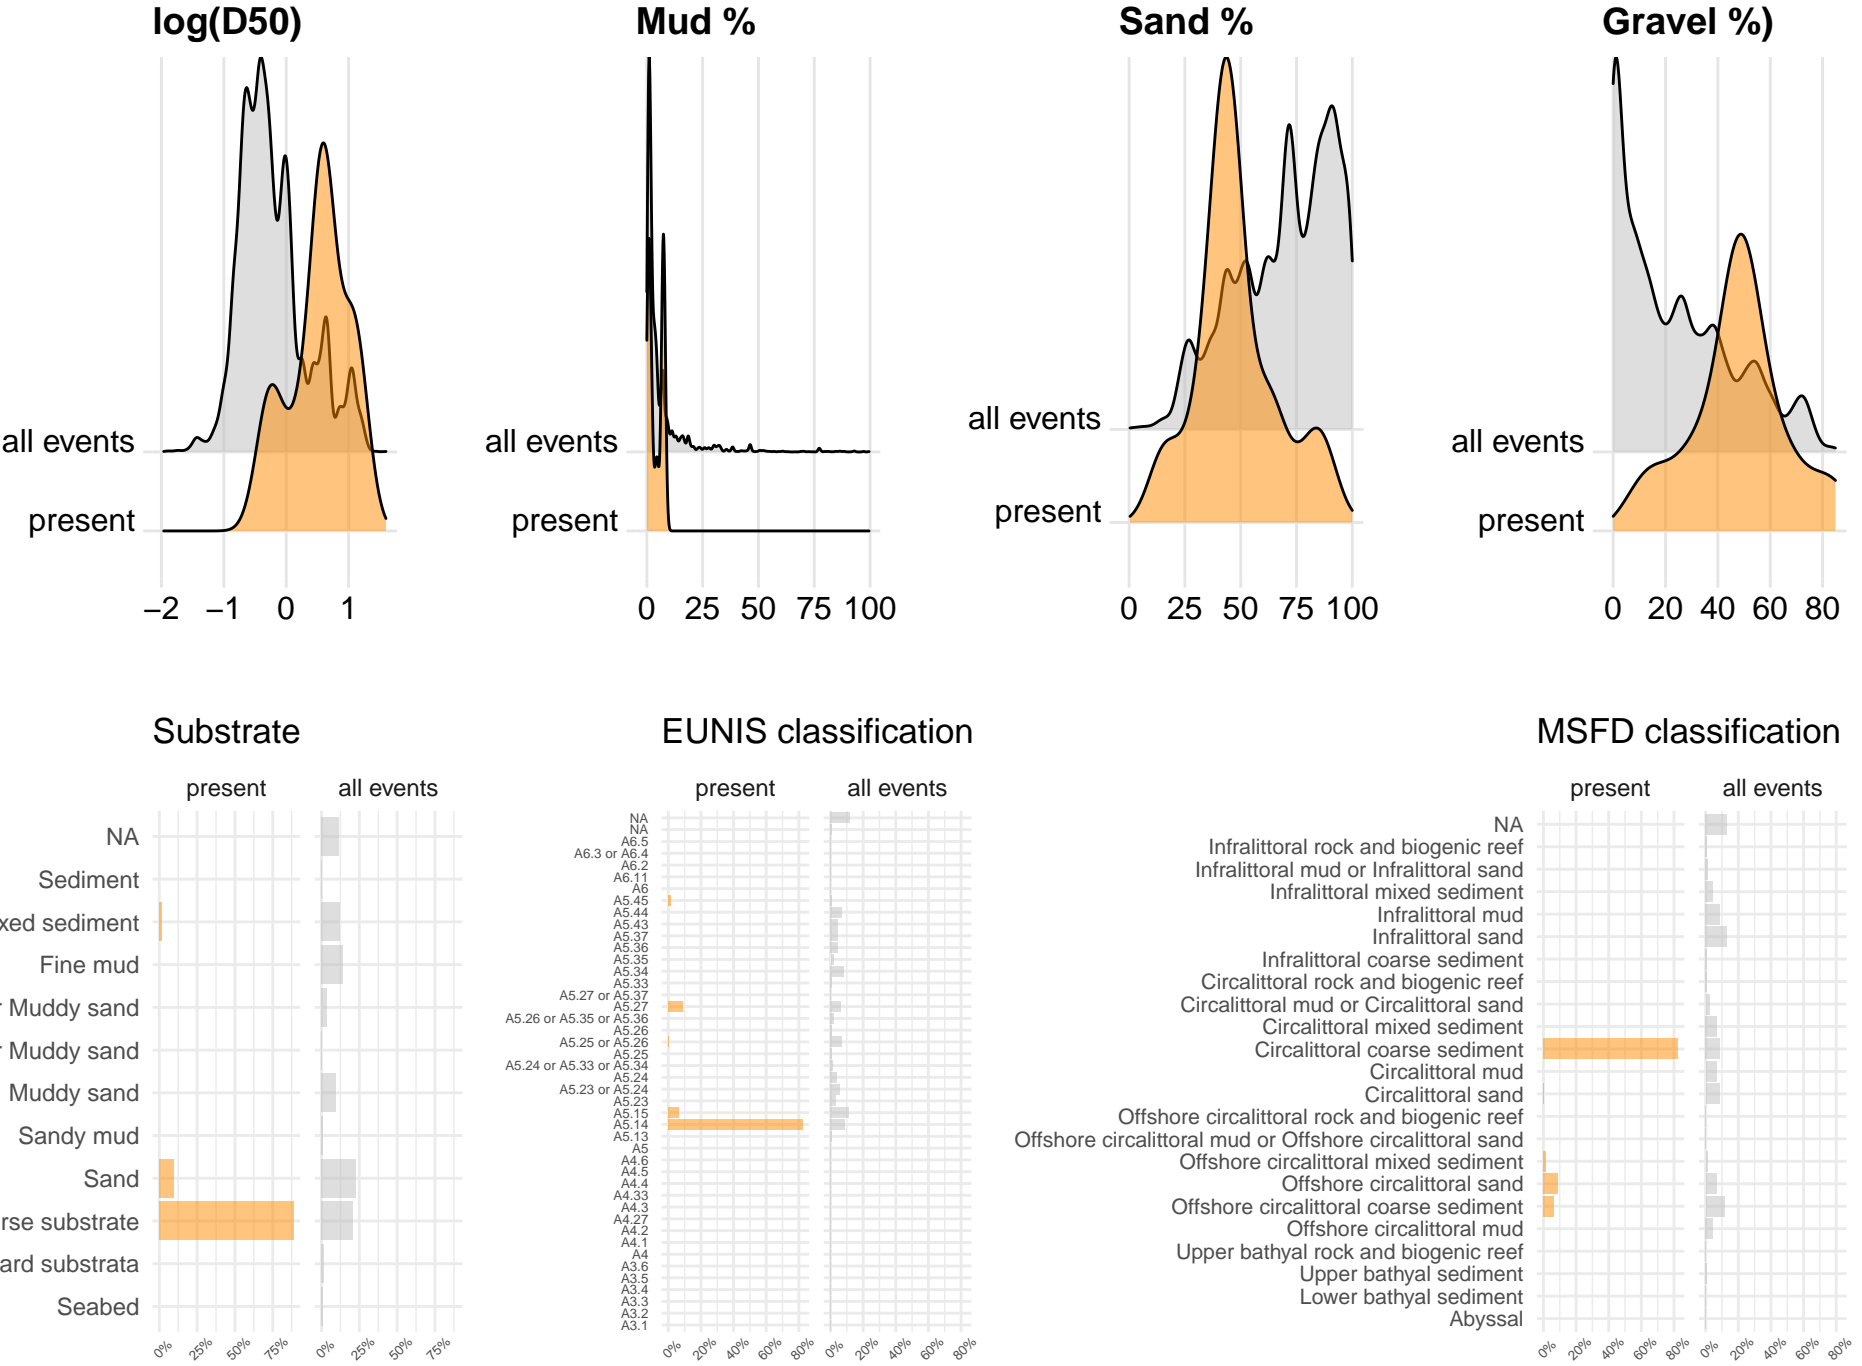 log(D50)
Mud %
Sand %
Gravel %)
all events
present
−2 −1 0 1
all events
present
0 25 50 75 100
all events
present
0 25 50 75 100
all events
present
0 20 40 60 80
Substrate
present all events
NA
Sediment
xed sediment
Fine mud
r Muddy sand
r Muddy sand
Muddy sand
Sandy mud
Sand
rse substrate
ard substrata
Seabed
0% 25% 50% 75% 0% 25% 50% 75%
EUNIS classification
present all events
NA
NA
A6.5
A6.3 or A6.4
A6.2
A6.11
A6
A5.45
A5.44
A5.43
A5.37
A5.36
A5.35
A5.34
A5.33
A5.27 or A5.37
A5.27
A5.26 or A5.35 or A5.36
A5.26
A5.25 or A5.26
A5.25
A5.24 or A5.33 or A5.34
A5.24
A5.23 or A5.24
A5.23
A5.15
A5.14
A5.13
A5
A4.6
A4.5
A4.4
A4.33
A4.3
A4.27
A4.2
A4.1
A4
A3.6
A3.5
A3.4
A3.3
A3.2
A3.1
0% 20% 40% 60% 80% 0% 20% 40% 60% 80%
MSFD classification
present all events
NA
Infralittoral rock and biogenic reef
Infralittoral mud or Infralittoral sand
Infralittoral mixed sediment
Infralittoral mud
Infralittoral sand
Infralittoral coarse sediment
Circalittoral rock and biogenic reef
Circalittoral mud or Circalittoral sand
Circalittoral mixed sediment
Circalittoral coarse sediment
Circalittoral mud
Circalittoral sand
Offshore circalittoral rock and biogenic reef
Offshore circalittoral mud or Offshore circalittoral sand
Offshore circalittoral mixed sediment
Offshore circalittoral sand
Offshore circalittoral coarse sediment
Offshore circalittoral mud
Upper bathyal rock and biogenic reef
Upper bathyal sediment
Lower bathyal sediment
Abyssal
0% 20% 40% 60% 80% 0% 20% 40% 60% 80%